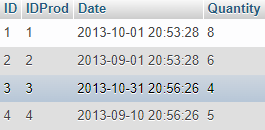 ID IDProd Date Quantity
1 1 2013-10-01 20:53:28 8
2 2 2013-09-01 20:53:28 6
3 3 2013-10-31 20:56:26 4
4 4 2013-09-10 20:56:26 5